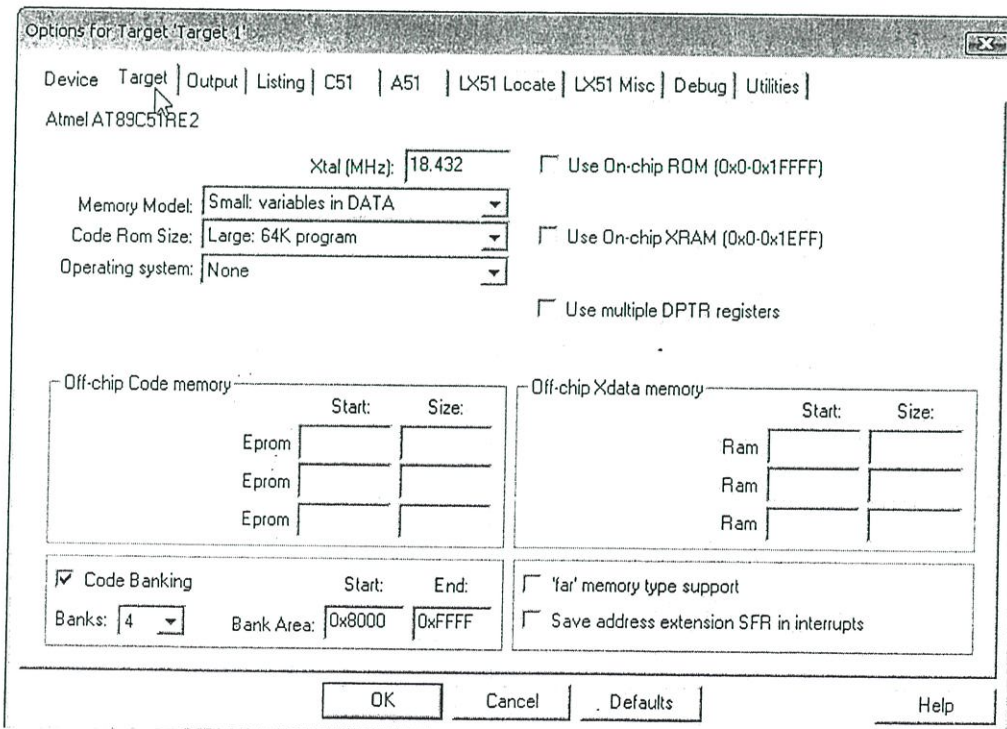 Options for Target 'Target 1'
Device Target Output Listing C51 A51 LX51 Locate LX51 Misc Debug Utilities
Atmel AT89C51RE2
Xtal (MHz): 18.432 Use On-chip ROM (0x0-0x1FFFF)
Memory Model: Small: variables in DATA
Code Rom Size: Large: 64K program Use On-chip XRAM (0x0-0x1EFF)
Operating system: None
Use multiple DPTR registers
Off-chip Code memory Off-chip Xdata memory
Start: Size: Start: Size:
Eprom Ram
Eprom Ram
Eprom Ram
Code Banking Start: End: 'far' memory type support
Banks: 4 Bank Area: 0x8000 0xFFFF Save address extension SFR in interrupts
OK Cancel Defaults Help